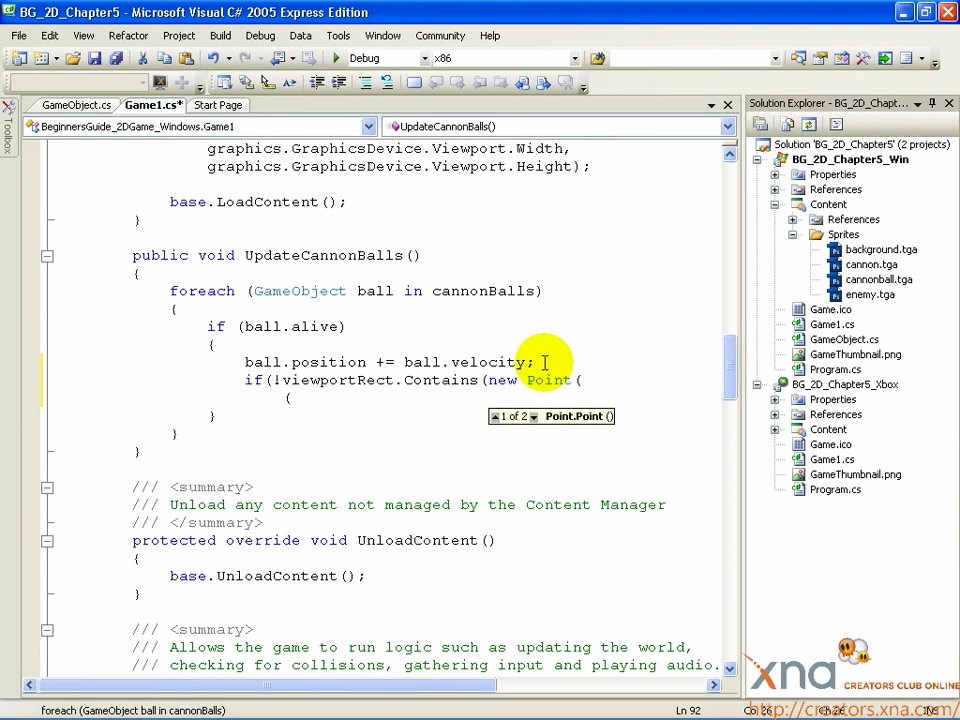 BG_2D_Chapter5 - Microsoft Visual C# 2005 Express Edition
File Edit View Refactor Project Build Debug Data Tools Window Community Help
Debug x86
GameObject.cs Game1.cs* Start Page
Solution Explorer - BG_2D_Chapt...
BeginnersGuide_2DGame_Windows.Game1 UpdateCannonBalls()
Toolbox
graphics.GraphicsDevice.Viewport.Width,
graphics.GraphicsDevice.Viewport.Height);
base.LoadContent();
}
public void UpdateCannonBalls()
{
foreach (GameObject ball in cannonBalls)
{
if (ball.alive)
{
ball.position += ball.velocity;
if(!viewportRect.Contains(new Point(
(
1 of 2 Point.Point ()
}
}
}
/// <summary>
/// Unload any content not managed by the Content Manager
/// </summary>
protected override void UnloadContent()
{
base.UnloadContent();
}
/// <summary>
/// Allows the game to run logic such as updating the world,
/// checking for collisions, gathering input and playing audio.
Solution 'BG_2D_Chapter5' (2 projects)
BG_2D_Chapter5_Win
Properties
References
Content
References
Sprites
background.tga
cannon.tga
cannonball.tga
enemy.tga
Game.ico
Game1.cs
GameObject.cs
GameThumbnail.png
Program.cs
BG_2D_Chapter5_Xbox
Properties
References
Content
Game.ico
Game1.cs
GameThumbnail.png
Program.cs
xna CREATORS CLUB ONLINE
http://creators.xna.com/
foreach (GameObject ball in cannonBalls) Ln 92 Col 26 Ch 26 INS